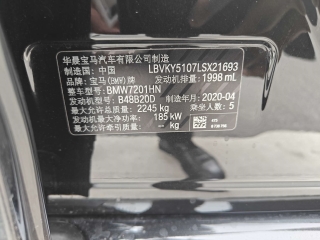 华晨宝马汽车有限公司制造
制造国：中国 LBVKY5107LSX21693
品牌：宝马(BMW)牌 发动机排量：1998 mL
整车型号：BMW7201HN
发动机型号：B48B20D 制造年月：2020-04
最大允许总质量：2245 kg 乘坐人数：5
发动机最大净功率：185 kW
最大允许牵引质量：-- kg